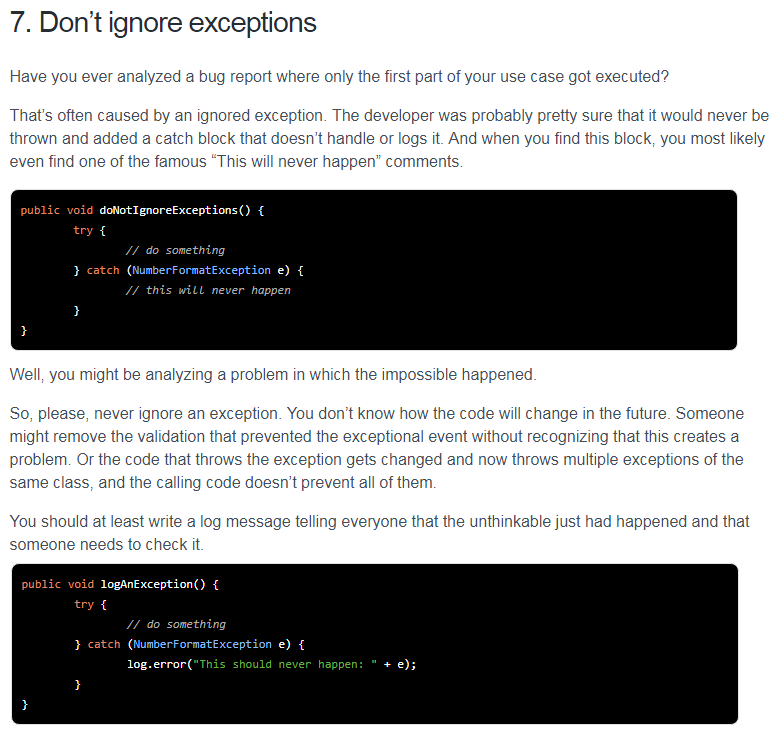 7. Don’t ignore exceptions
Have you ever analyzed a bug report where only the first part of your use case got executed?
That’s often caused by an ignored exception. The developer was probably pretty sure that it would never be
thrown and added a catch block that doesn’t handle or logs it. And when you find this block, you most likely
even find one of the famous “This will never happen” comments.
public void doNotIgnoreExceptions() {
try {
// do something
} catch (NumberFormatException e) {
// this will never happen
}
}
Well, you might be analyzing a problem in which the impossible happened.
So, please, never ignore an exception. You don’t know how the code will change in the future. Someone
might remove the validation that prevented the exceptional event without recognizing that this creates a
problem. Or the code that throws the exception gets changed and now throws multiple exceptions of the
same class, and the calling code doesn’t prevent all of them.
You should at least write a log message telling everyone that the unthinkable just had happened and that
someone needs to check it.
public void logAnException() {
try {
// do something
} catch (NumberFormatException e) {
log.error("This should never happen: " + e);
}
}